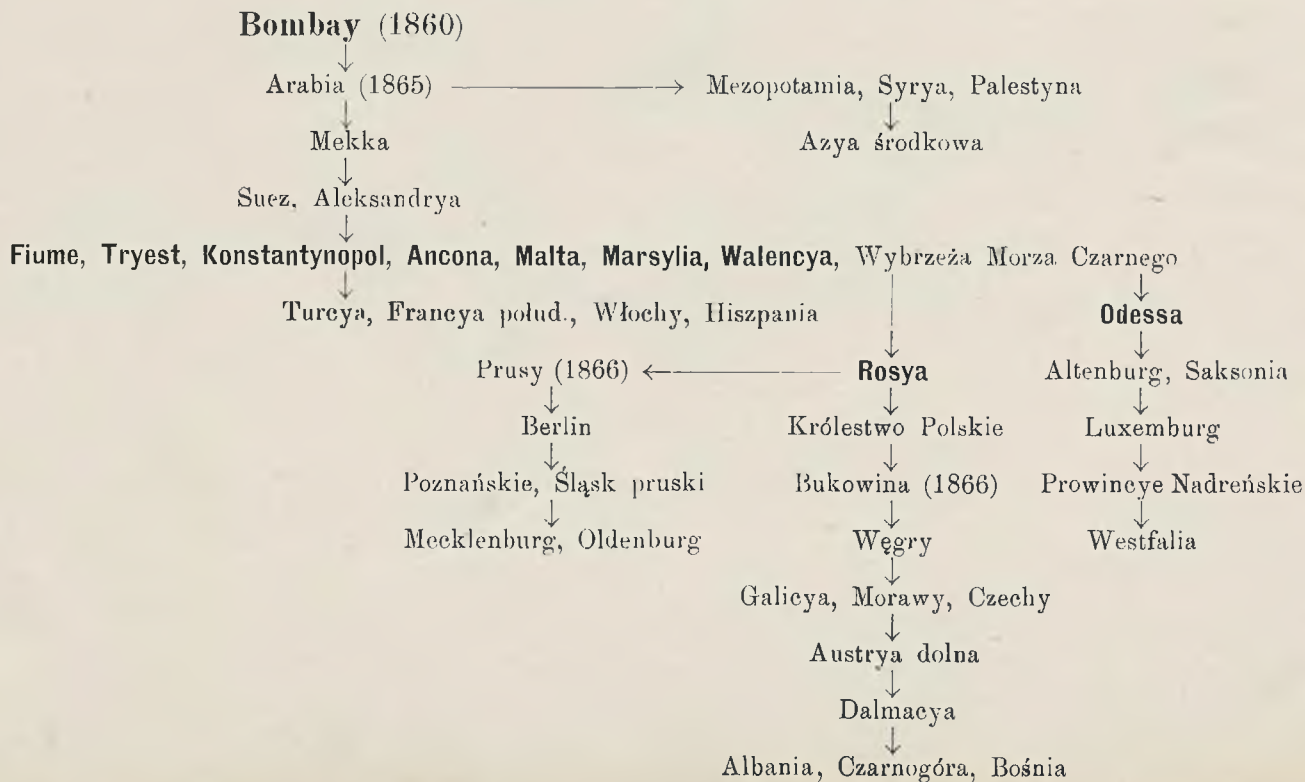 Bombay (1860)
Arabia (1865) Mezopotamia, Syrya, Palestyna
Mekka Azya środkowa
Suez, Aleksandrya
Fiume, Tryest, Konstantynopol, Ancona, Malta, Marsylia, Walencya, Wybrzeża Morza Czarnego
Turcya, Francya połud., Włochy, Hiszpania Odessa
Prusy (1866) Rosya Altenburg, Saksonia
Berlin Królestwo Polskie Luxemburg
Poznańskie, Śląsk pruski Bukowina (1866) Prowincye Nadreńskie
Mecklenburg, Oldenburg Węgry Westfalia
Galicya, Morawy, Czechy
Austrya dolna
Dalmacya
Albania, Czarnogóra, Bośnia